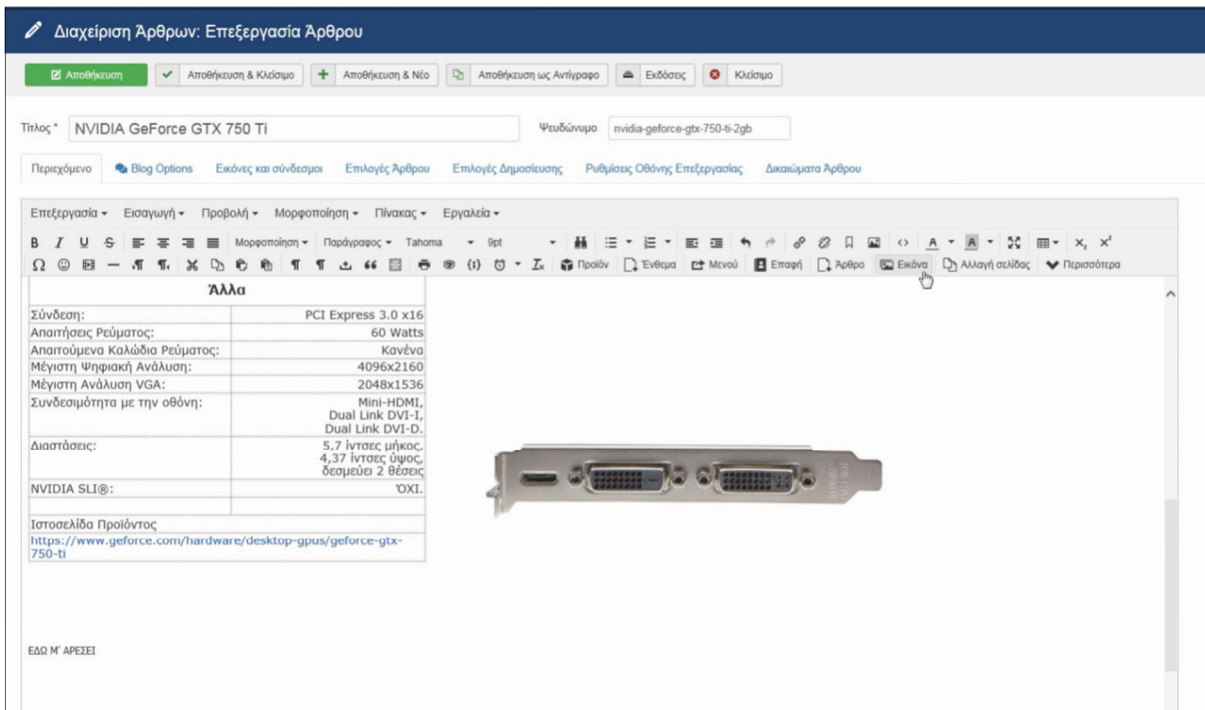 Διαχείριση Άρθρων: Επεξεργασία Άρθρου
Αποθήκευση Αποθήκευση & Κλείσιμο Αποθήκευση & Νέο Αποθήκευση ως Αντίγραφο Εκδόσεις Κλείσιμο
Τίτλος * NVIDIA GeForce GTX 750 Ti Ψευδώνυμο nvidia-geforce-gtx-750-ti-2gb
Περιεχόμενο Blog Options Εικόνες και σύνδεσμοι Επιλογές Άρθρου Επιλογές Δημοσίευσης Ρυθμίσεις Οθόνης Επεξεργασίας Δικαιώματα Άρθρου
Επεξεργασία Εισαγωγή Προβολή Μορφοποίηση Πίνακας Εργαλεία
Μορφοποίηση Παράγραφος Tahoma 9pt
Προϊόν Ένθεμα Μενού Επαφή Άρθρο Εικόνα Αλλαγή σελίδας Περισσότερα
Άλλα
Σύνδεση: PCI Express 3.0 x16
Απαιτήσεις Ρεύματος: 60 Watts
Απαιτούμενα Καλώδια Ρεύματος: Κανένα
Μέγιστη Ψηφιακή Ανάλυση: 4096x2160
Μέγιστη Ανάλυση VGA: 2048x1536
Συνδεσιμότητα με την οθόνη: Mini-HDMI,
Dual Link DVI-I,
Dual Link DVI-D.
Διαστάσεις: 5,7 ίντσες μήκος,
4,37 ίντσες ύψος,
δεσμεύει 2 θέσεις
NVIDIA SLI®: ΌΧΙ.
Ιστοσελίδα Προϊόντος
https://www.geforce.com/hardware/desktop-gpus/geforce-gtx-
750-ti
ΕΔΩ Μ' ΑΡΕΣΕΙ